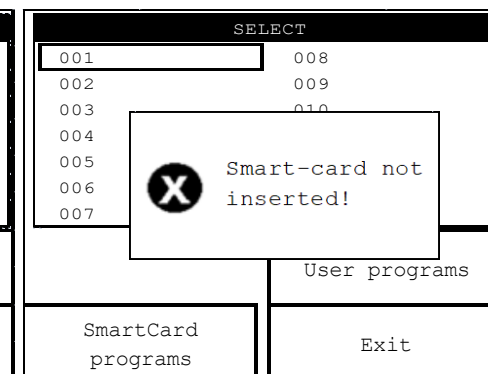 SELECT
001
002
003
004
005
006
007
008
009
010
Smart-card not
inserted!
User programs
SmartCard
programs
Exit